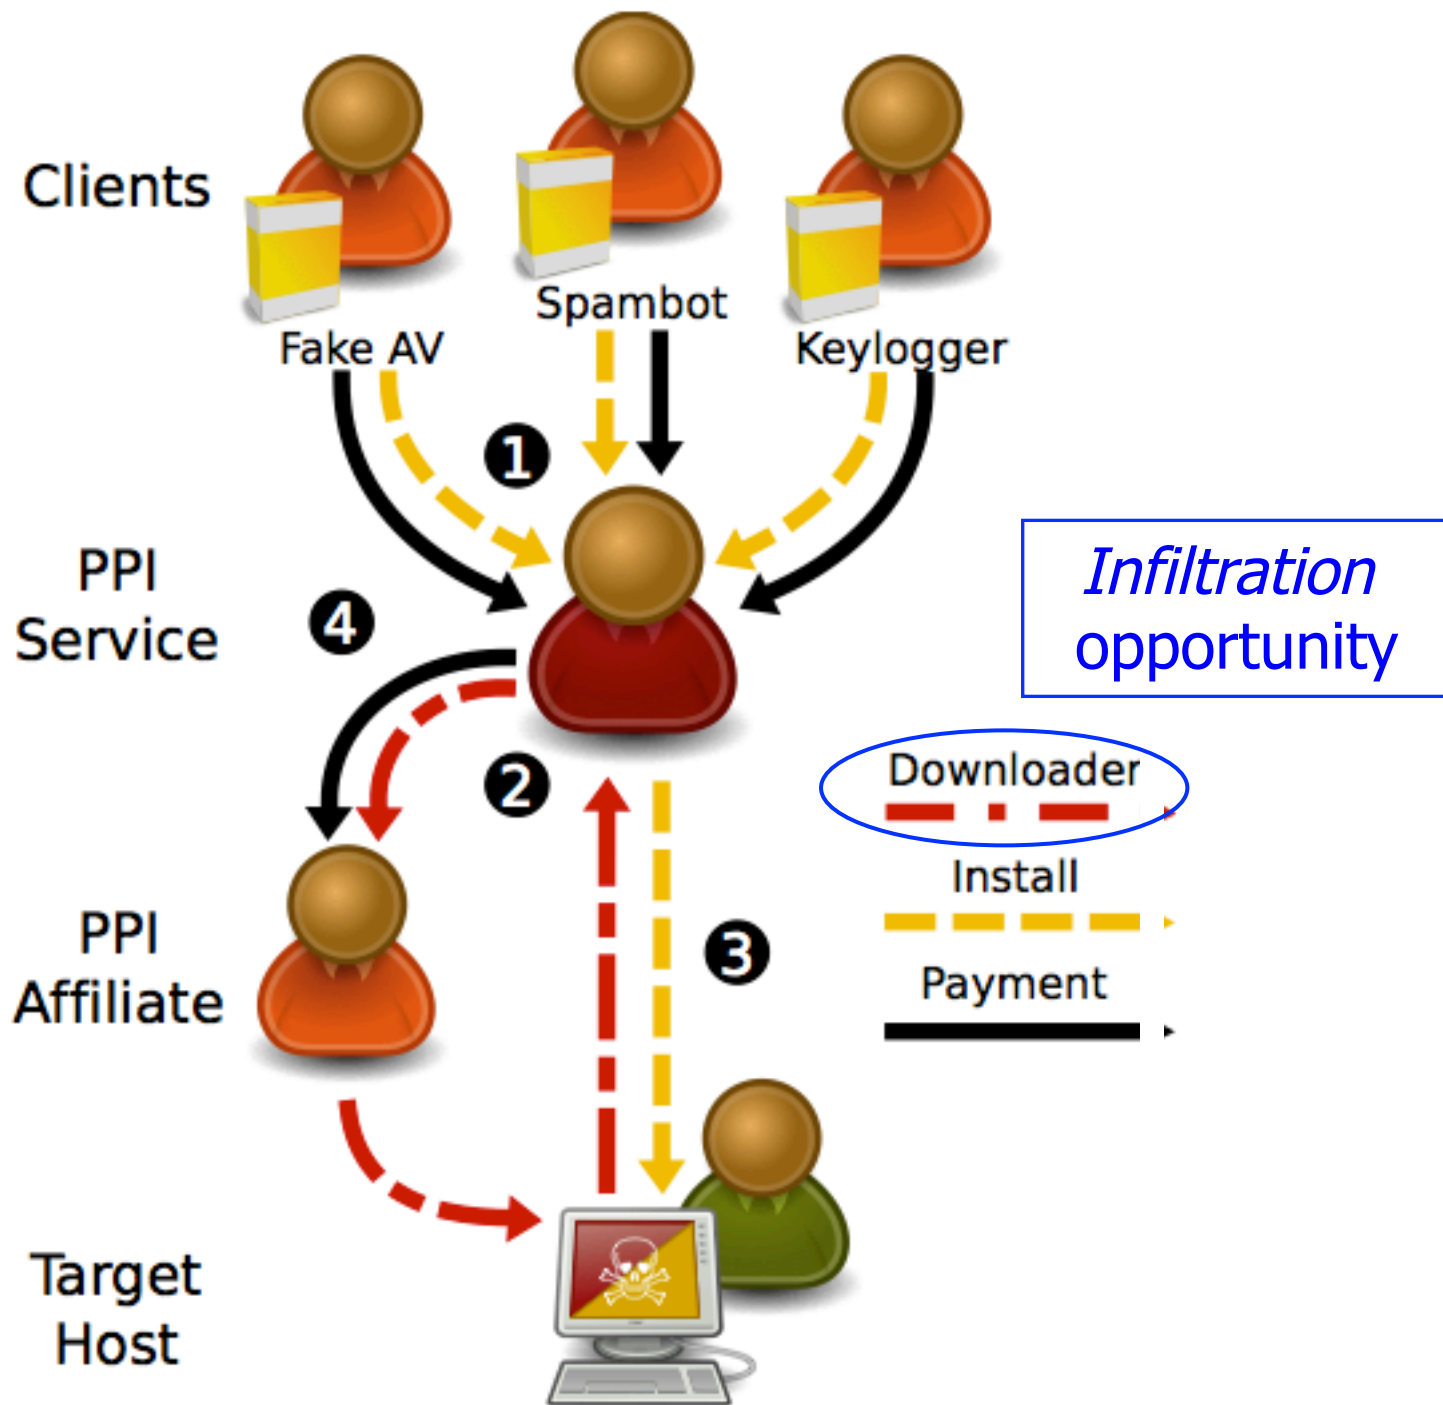 Clients
Spambot
Fake AV
Keylogger
1
PPI
Service
4
Infiltration
opportunity
2
Downloader
Install
PPI
Affiliate
3
Payment
Target
Host